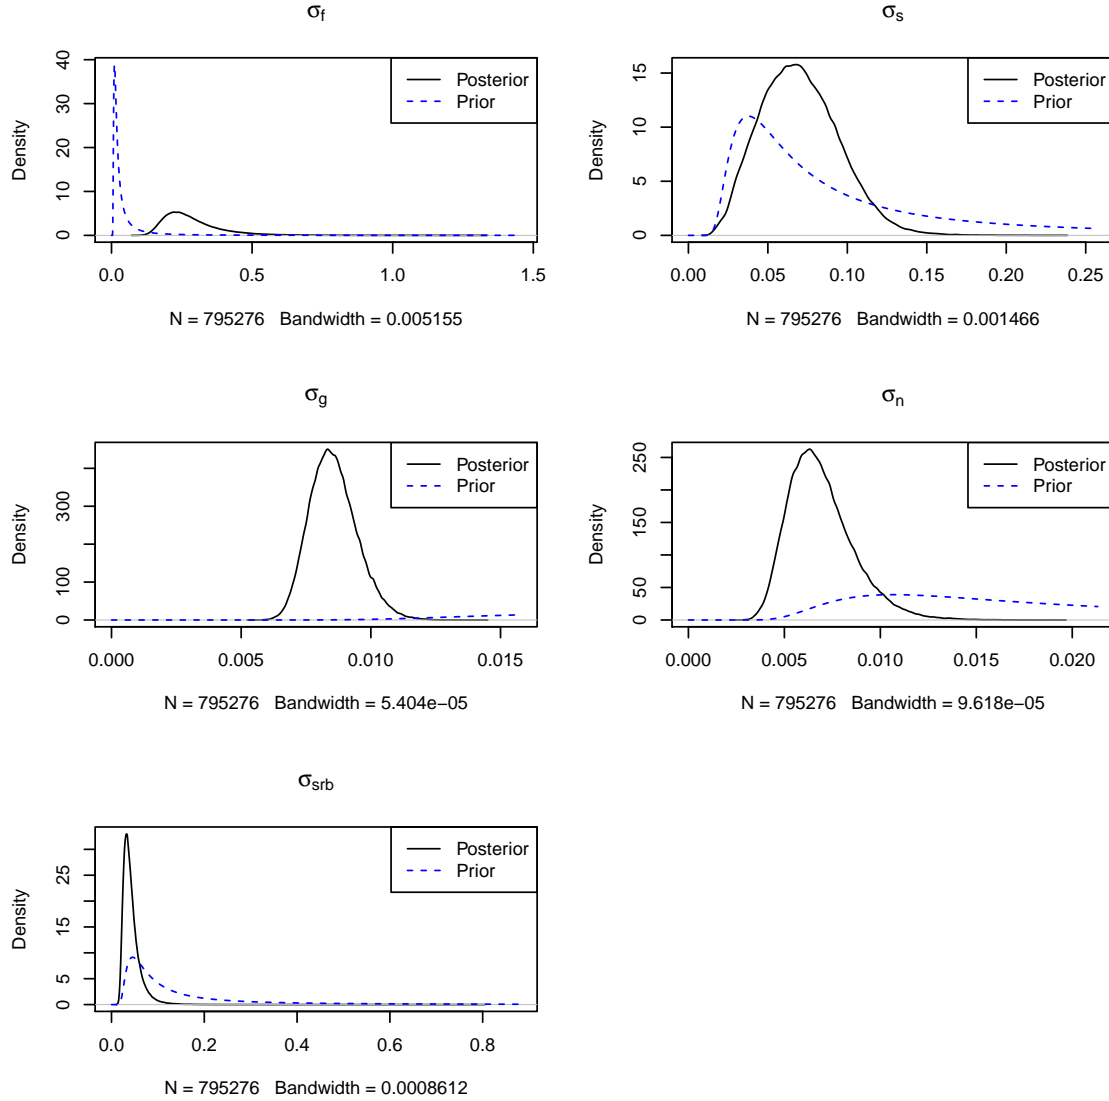 σf
Density
0 10 20 30 40
Posterior
Prior
0.0 0.5 1.0 1.5
N = 795276 Bandwidth = 0.005155
σs
Density
0 5 10 15
Posterior
Prior
0.00 0.05 0.10 0.15 0.20 0.25
N = 795276 Bandwidth = 0.001466
σg
Density
0 100 300
Posterior
Prior
0.000 0.005 0.010 0.015
N = 795276 Bandwidth = 5.404e−05
σn
Density
0 50 150 250
Posterior
Prior
0.000 0.005 0.010 0.015 0.020
N = 795276 Bandwidth = 9.618e−05
σsrb
Density
0 5 15 25
Posterior
Prior
0.0 0.2 0.4 0.6 0.8
N = 795276 Bandwidth = 0.0008612